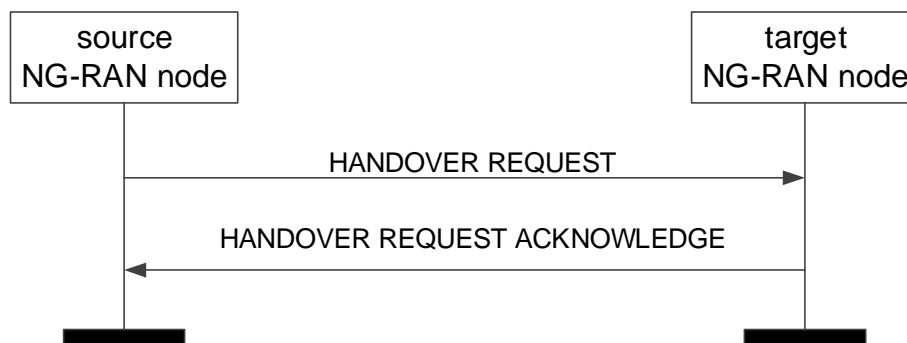 source
NG-RAN node
target
NG-RAN node
HANDOVER REQUEST
HANDOVER REQUEST ACKNOWLEDGE